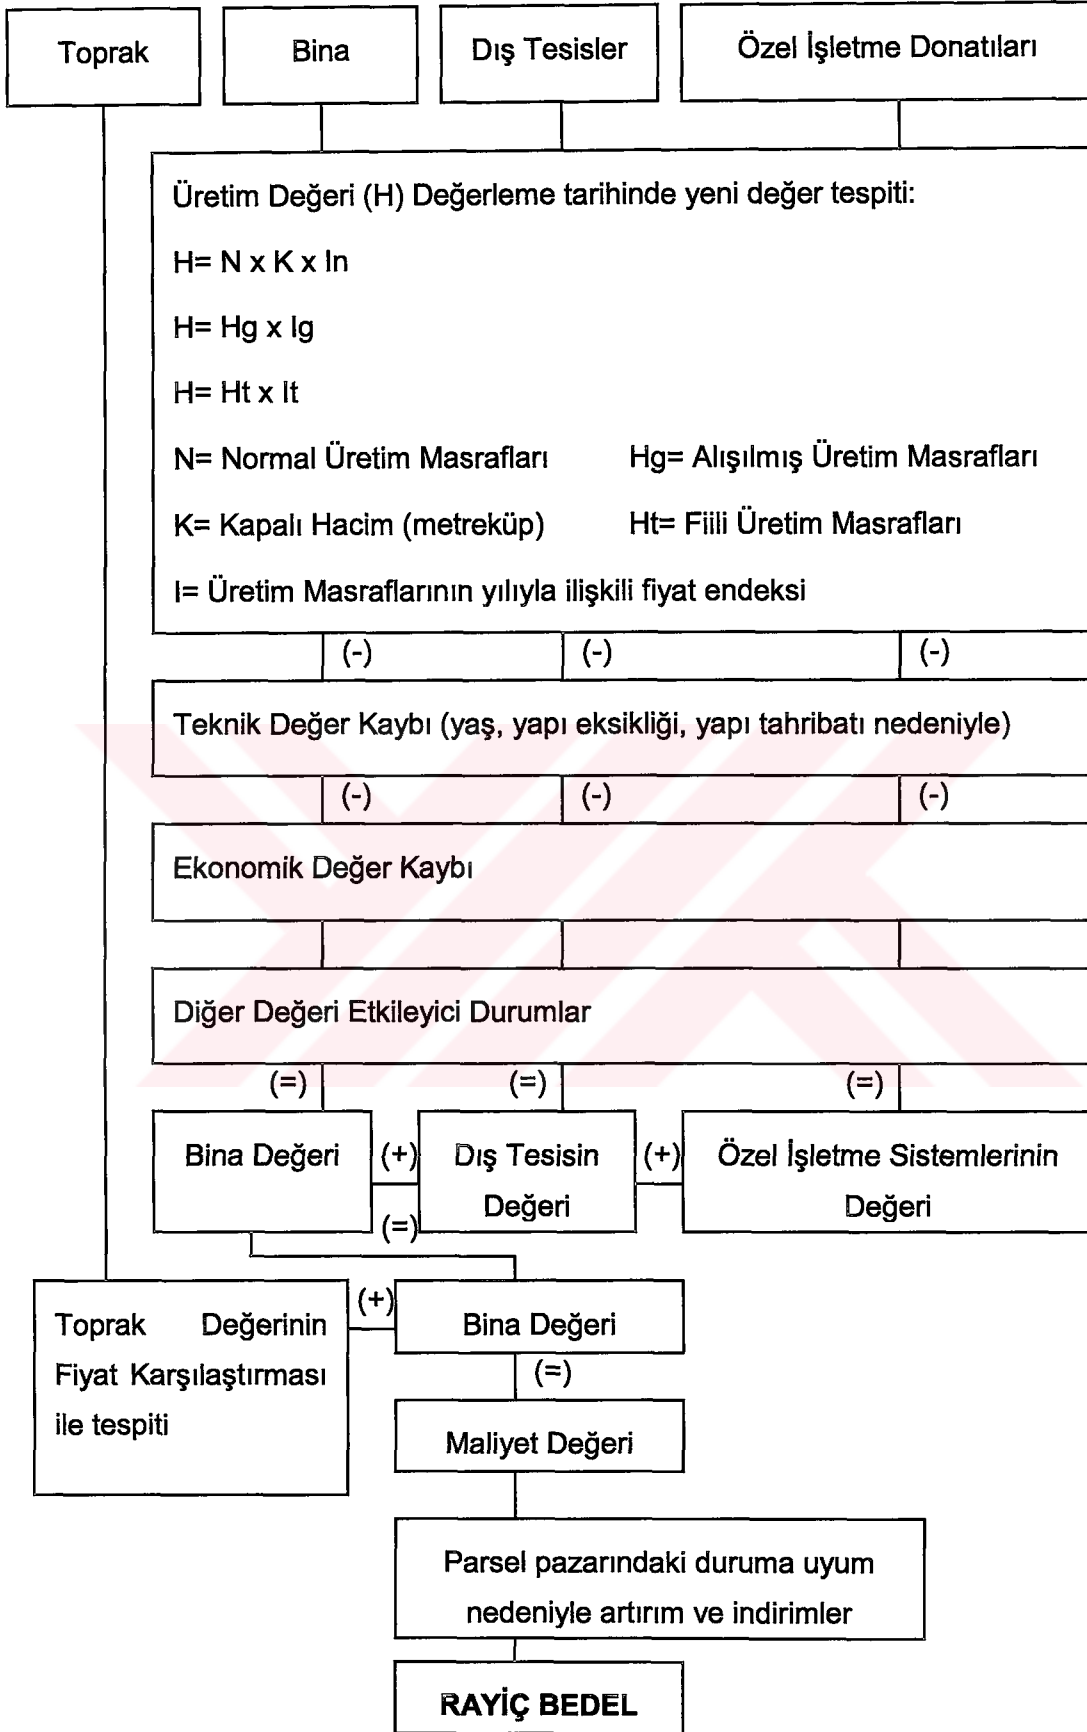 Toprak
Bina
Dış Tesisler
Özel İşletme Donatıları
Üretim Değeri (H) Değerleme tarihinde yeni değer tespiti:
H= N x K x In
H= Hg x Ig
H= Ht x It
N= Normal Üretim Masrafları
Hg= Alışılmış Üretim Masrafları
K= Kapalı Hacim (metreküp)
Ht= Fiili Üretim Masrafları
I= Üretim Masraflarının yılıyla ilişkili fiyat endeksi
(-)
(-)
(-)
Teknik Değer Kaybı (yaş, yapı eksikliği, yapı tahribatı nedeniyle)
(-)
(-)
(-)
Ekonomik Değer Kaybı
Diğer Değeri Etkileyici Durumlar
(=)
(=)
(=)
Bina Değeri
(+)
Dış Tesisin
Değeri
(+)
Özel İşletme Sistemlerinin
Değeri
(=)
Toprak Değerinin
Fiyat Karşılaştırması
ile tespiti
(+)
Bina Değeri
(=)
Maliyet Değeri
Parsel pazarındaki duruma uyum
nedeniyle artırım ve indirimler
RAYİÇ BEDEL